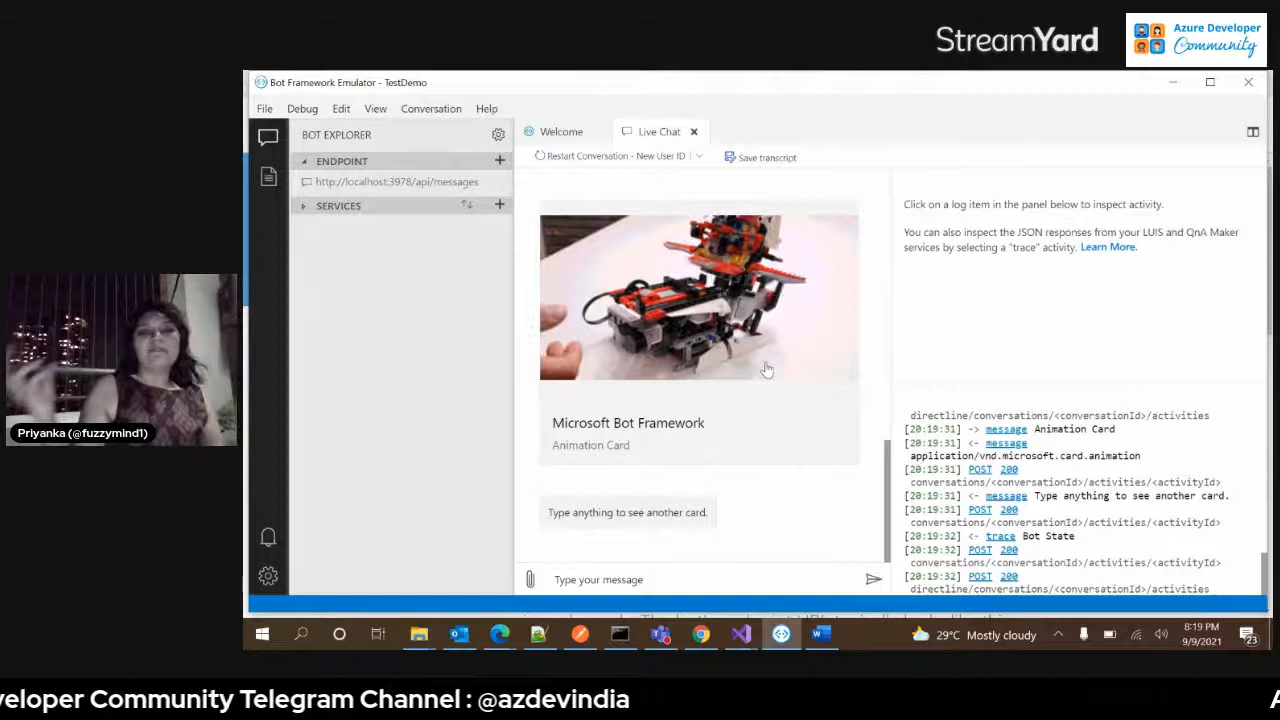 StreamYard
Azure Developer
Community
Bot Framework Emulator - TestDemo
File Debug Edit View Conversation Help
BOT EXPLORER
Welcome
Live Chat
ENDPOINT
Restart Conversation - New User ID
Save transcript
http://localhost:3978/api/messages
SERVICES
Click on a log item in the panel below to inspect activity.
You can also inspect the JSON responses from your LUIS and QnA Maker
services by selecting a "trace" activity. Learn More.
Microsoft Bot Framework
Animation Card
Type anything to see another card.
Type your message
directline/conversations/<conversationId>/activities
[20:19:31] -> message Animation Card
[20:19:31] <- message
application/vnd.microsoft.card.animation
[20:19:31] POST 200
conversations/<conversationId>/activities/<activityId>
[20:19:31] <- message Type anything to see another card.
[20:19:31] POST 200
conversations/<conversationId>/activities/<activityId>
[20:19:32] <- trace Bot State
[20:19:32] POST 200
conversations/<conversationId>/activities/<activityId>
[20:19:32] POST 200
directline/conversations/<conversationId>/activities
Priyanka (@fuzzymind1)
29°C Mostly cloudy
8:19 PM
9/9/2021
23
veloper Community Telegram Channel : @azdevindia